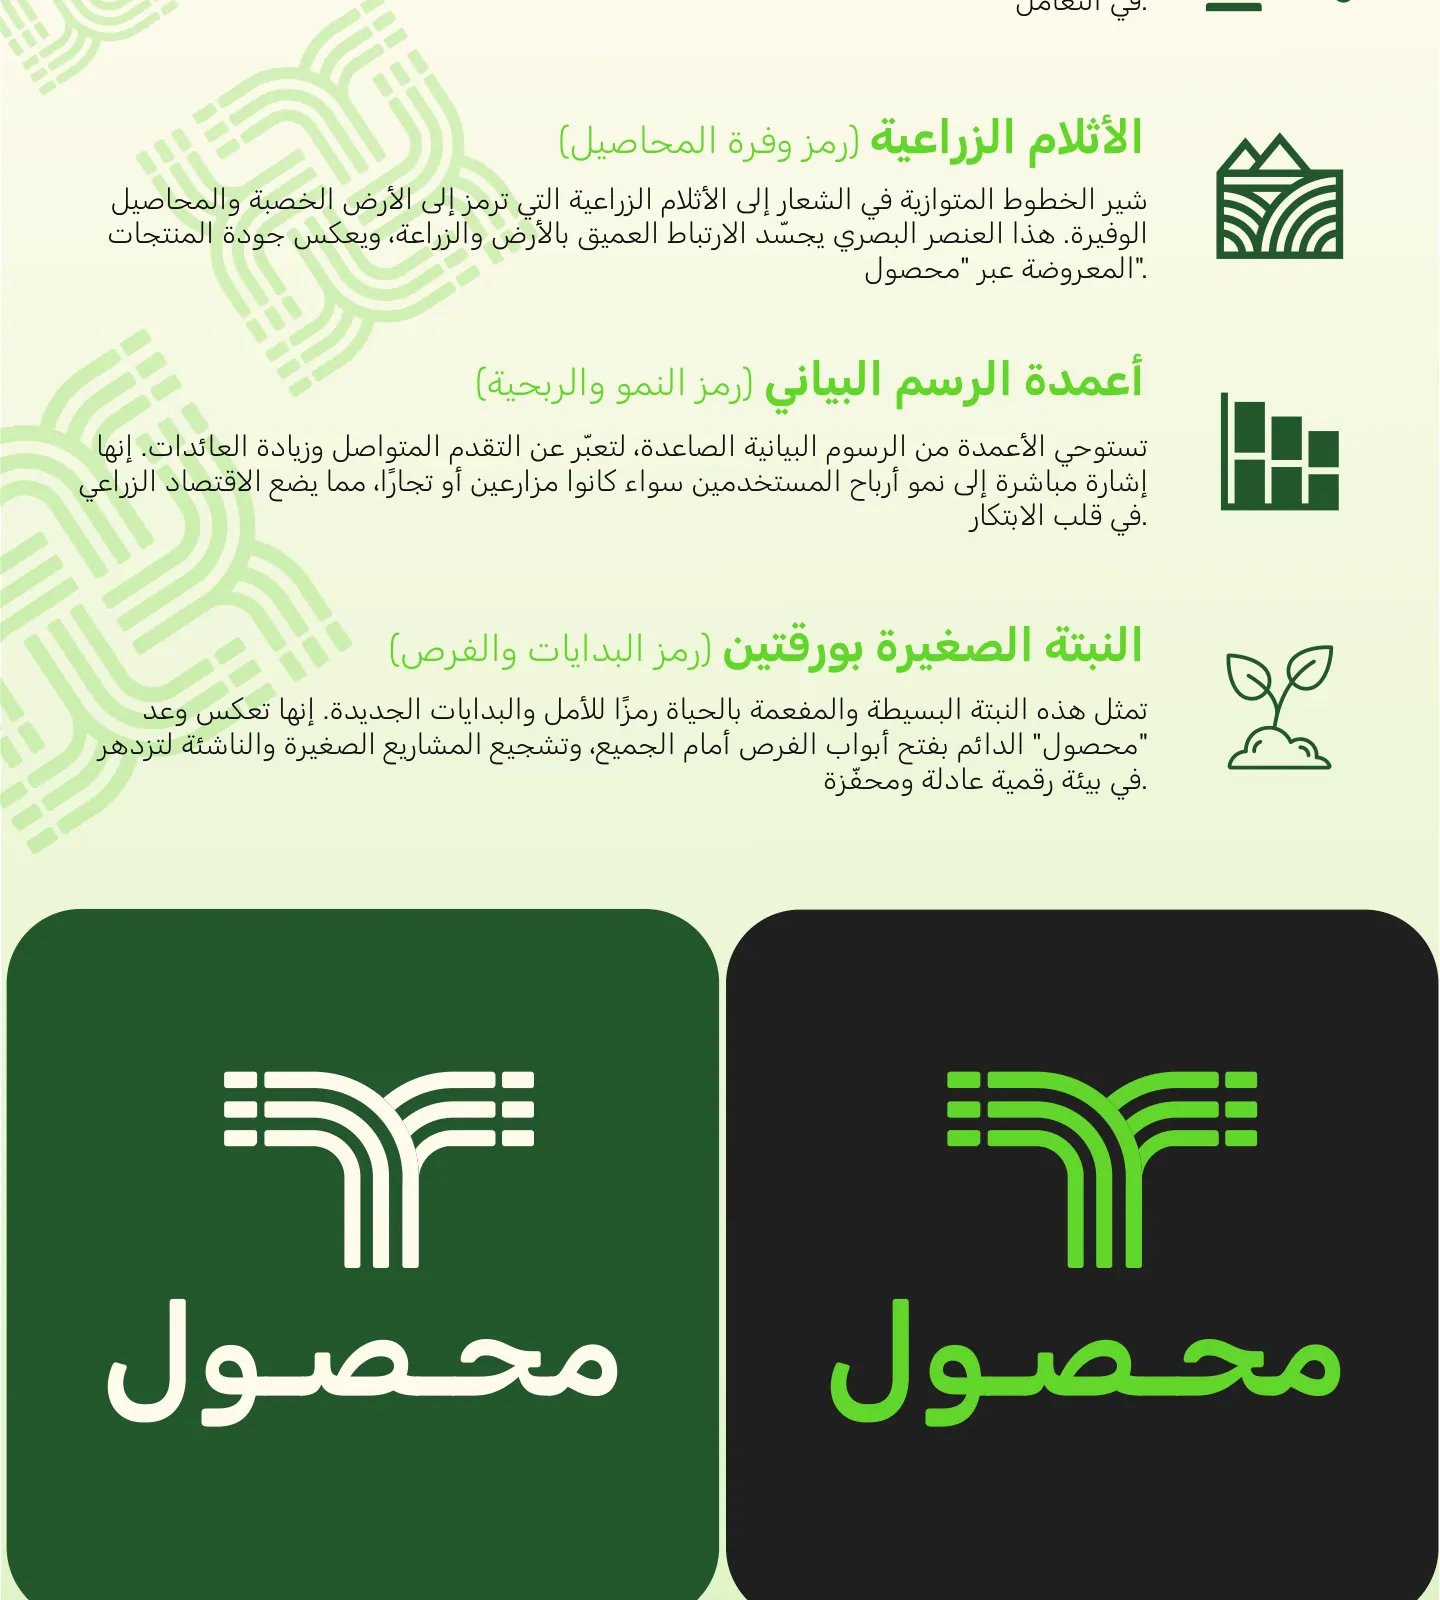 في التعامل.
الأثلام الزراعية (رمز وفرة المحاصيل)
شير الخطوط المتوازية في الشعار إلى الأثلام الزراعية التي ترمز إلى الأرض الخصبة والمحاصيل
الوفيرة. هذا العنصر البصري يجسّد الارتباط العميق بالأرض والزراعة، ويعكس جودة المنتجات
المعروضة عبر "محصول".
أعمدة الرسم البياني (رمز النمو والربحية)
تستوحي الأعمدة من الرسوم البيانية الصاعدة، لتعبّر عن التقدم المتواصل وزيادة العائدات. إنها
إشارة مباشرة إلى نمو أرباح المستخدمين سواء كانوا مزارعين أو تجارًا، مما يضع الاقتصاد الزراعي
في قلب الابتكار.
النبتة الصغيرة بورقتين (رمز البدايات والفرص)
تمثل هذه النبتة البسيطة والمفعمة بالحياة رمزًا للأمل والبدايات الجديدة. إنها تعكس وعد
"محصول" الدائم بفتح أبواب الفرص أمام الجميع، وتشجيع المشاريع الصغيرة والناشئة لتزدهر
في بيئة رقمية عادلة ومحفّزة.
محـصـول
محـصـول